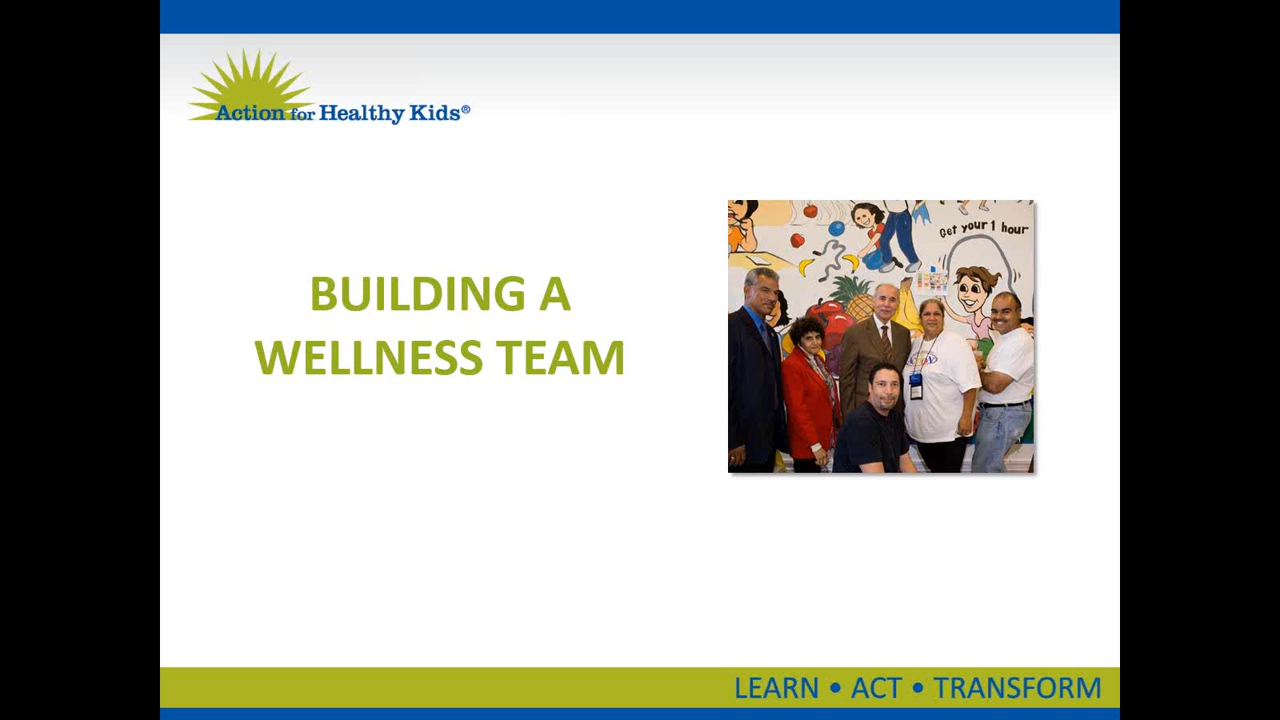 Action for Healthy Kids®
BUILDING A
WELLNESS TEAM
Get your 1 hour
LEARN • ACT • TRANSFORM